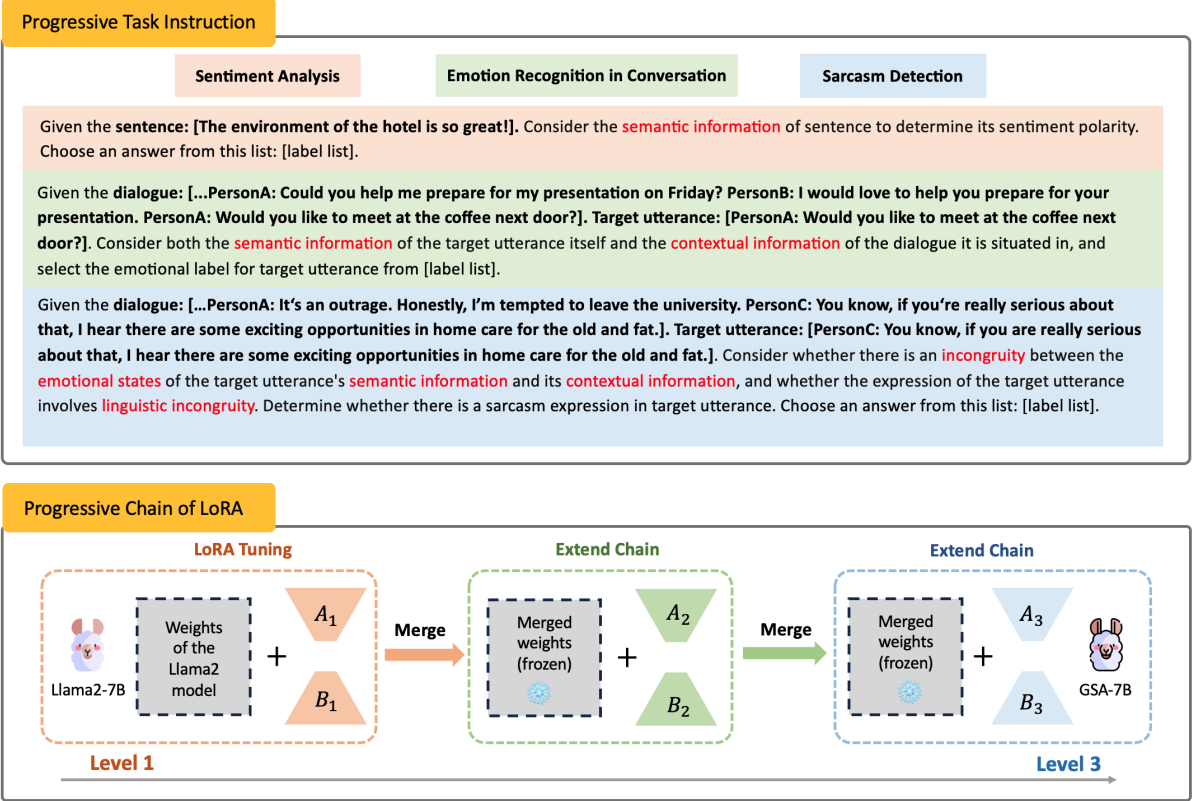 Progressive Task Instruction
Sentiment Analysis
Emotion Recognition in Conversation
Sarcasm Detection
Given the sentence: [The environment of the hotel is so great!]. Consider the semantic information of sentence to determine its sentiment polarity.
Choose an answer from this list: [label list].
Given the dialogue: [...PersonA: Could you help me prepare for my presentation on Friday? PersonB: I would love to help you prepare for your
presentation. PersonA: Would you like to meet at the coffee next door?]. Target utterance: [PersonA: Would you like to meet at the coffee next
door?]. Consider both the semantic information of the target utterance itself and the contextual information of the dialogue it is situated in, and
select the emotional label for target utterance from [label list].
Given the dialogue: [...PersonA: It‘s an outrage. Honestly, I’m tempted to leave the university. PersonC: You know, if you‘re really serious about
that, I hear there are some exciting opportunities in home care for the old and fat.]. Target utterance: [PersonC: You know, if you are really serious
about that, I hear there are some exciting opportunities in home care for the old and fat.]. Consider whether there is an incongruity between the
emotional states of the target utterance's semantic information and its contextual information, and whether the expression of the target utterance
involves linguistic incongruity. Determine whether there is a sarcasm expression in target utterance. Choose an answer from this list: [label list].
Progressive Chain of LoRA
LoRA Tuning
Extend Chain
Extend Chain
Llama2-7B
Weights
of the
Llama2
model
+
A₁
B₁
Merge
Merged
weights
(frozen)
+
A₂
B₂
Merge
Merged
weights
(frozen)
+
A₃
B₃
GSA-7B
Level 1
Level 3